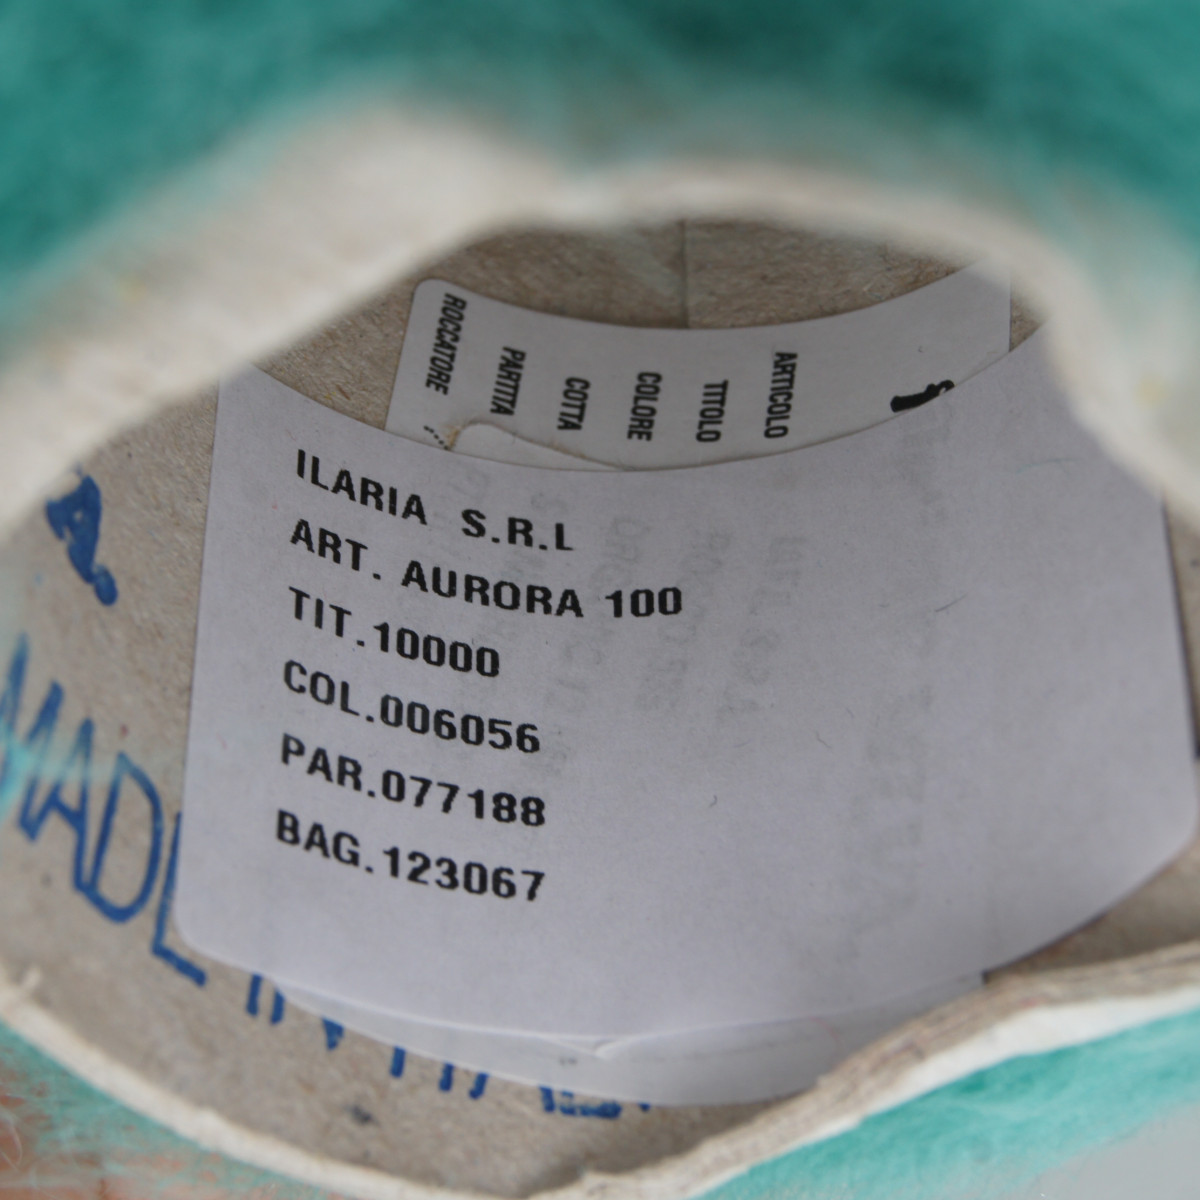 ROCCATORE
PARTITA
COTTA
COLORE
TITOLO
ARTICOLO
ILARIA S.R.L
ART. AURORA 100
TIT.10000
COL.006056
PAR.077188
BAG.123067
A.
MADE IN